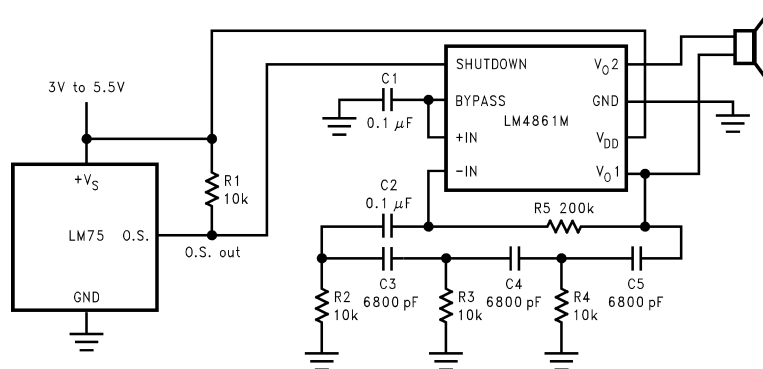 3V to 5.5V
+VS
LM75
O.S.
GND
R1
10k
O.S. out
C1
0.1 μF
SHUTDOWN
BYPASS
+IN
-IN
LM4861M
VO2
GND
VDD
VO1
C2
0.1 μF
R5 200k
C3
6800 pF
C4
6800 pF
C5
6800 pF
R2
10k
R3
10k
R4
10k